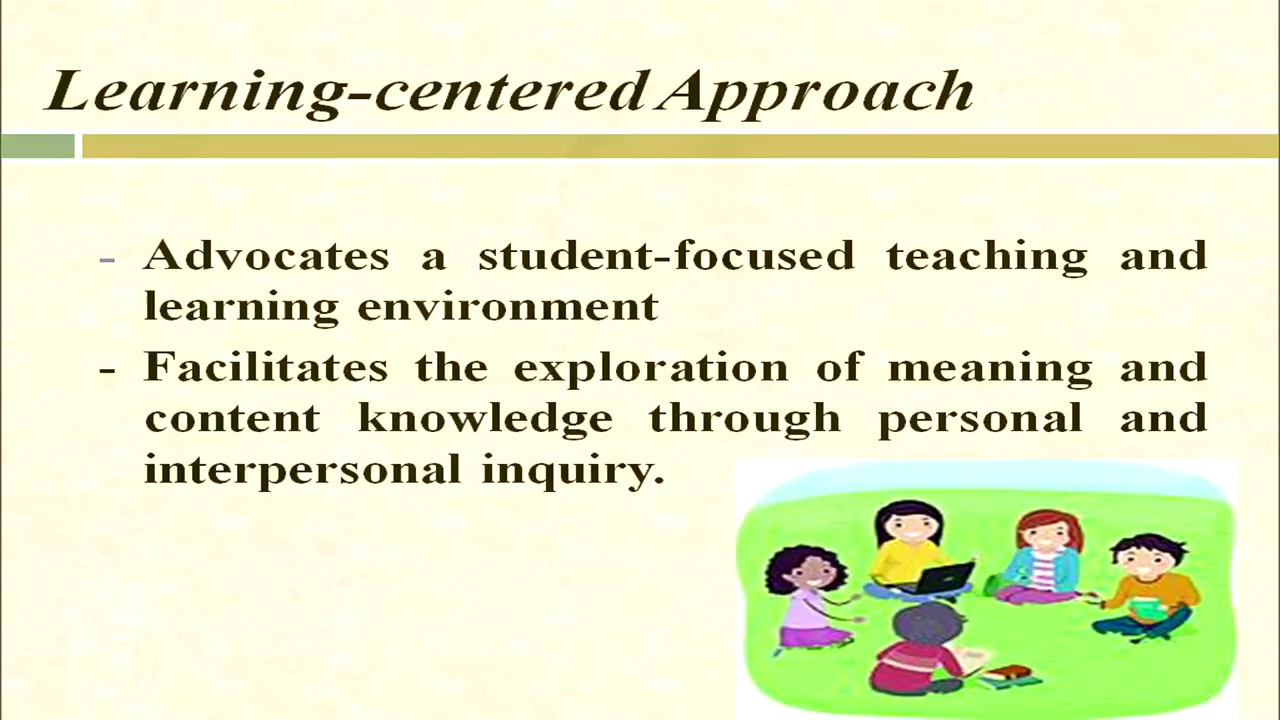 Learning-centered Approach
- Advocates a student-focused teaching and
learning environment
- Facilitates the exploration of meaning and
content knowledge through personal and
interpersonal inquiry.